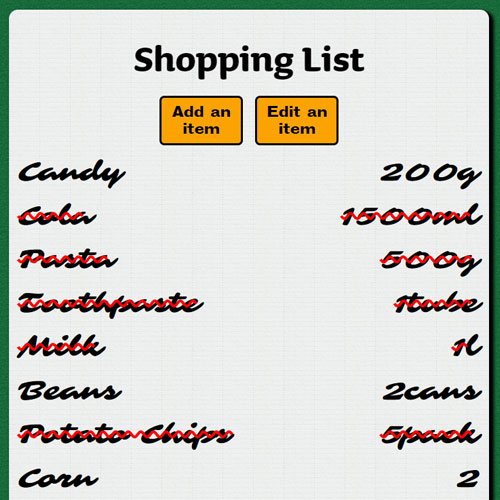 Shopping List
Add an item
Edit an item
Candy 200g
Cola 1500ml
Pasta 500g
Toothpaste 1tube
Milk 1l
Beans 2cans
Potato Chips 5pack
Corn 2